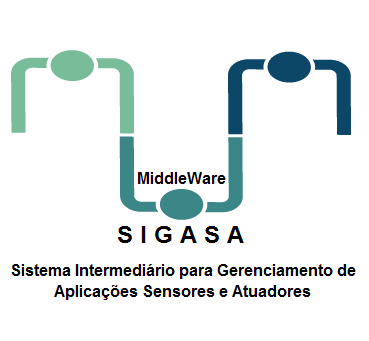 MiddleWare
S I G A S A
Sistema Intermediário para Gerenciamento de
Aplicações Sensores e Atuadores